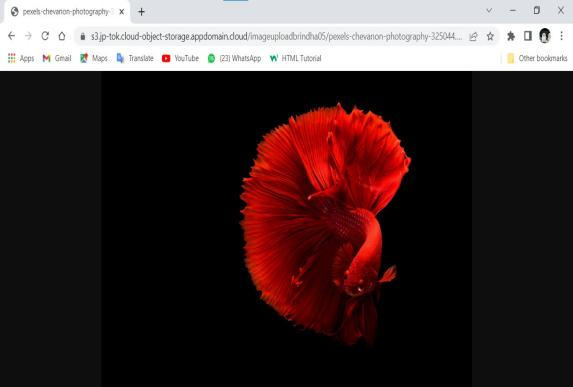 pexels-chevanon-photography-3
s3.jp-tok.cloud-object-storage.appdomain.cloud/imageuploadbrindha05/pexels-chevanon-photography-325044....
Apps Gmail Maps Translate YouTube (23) WhatsApp HTML Tutorial Other bookmarks